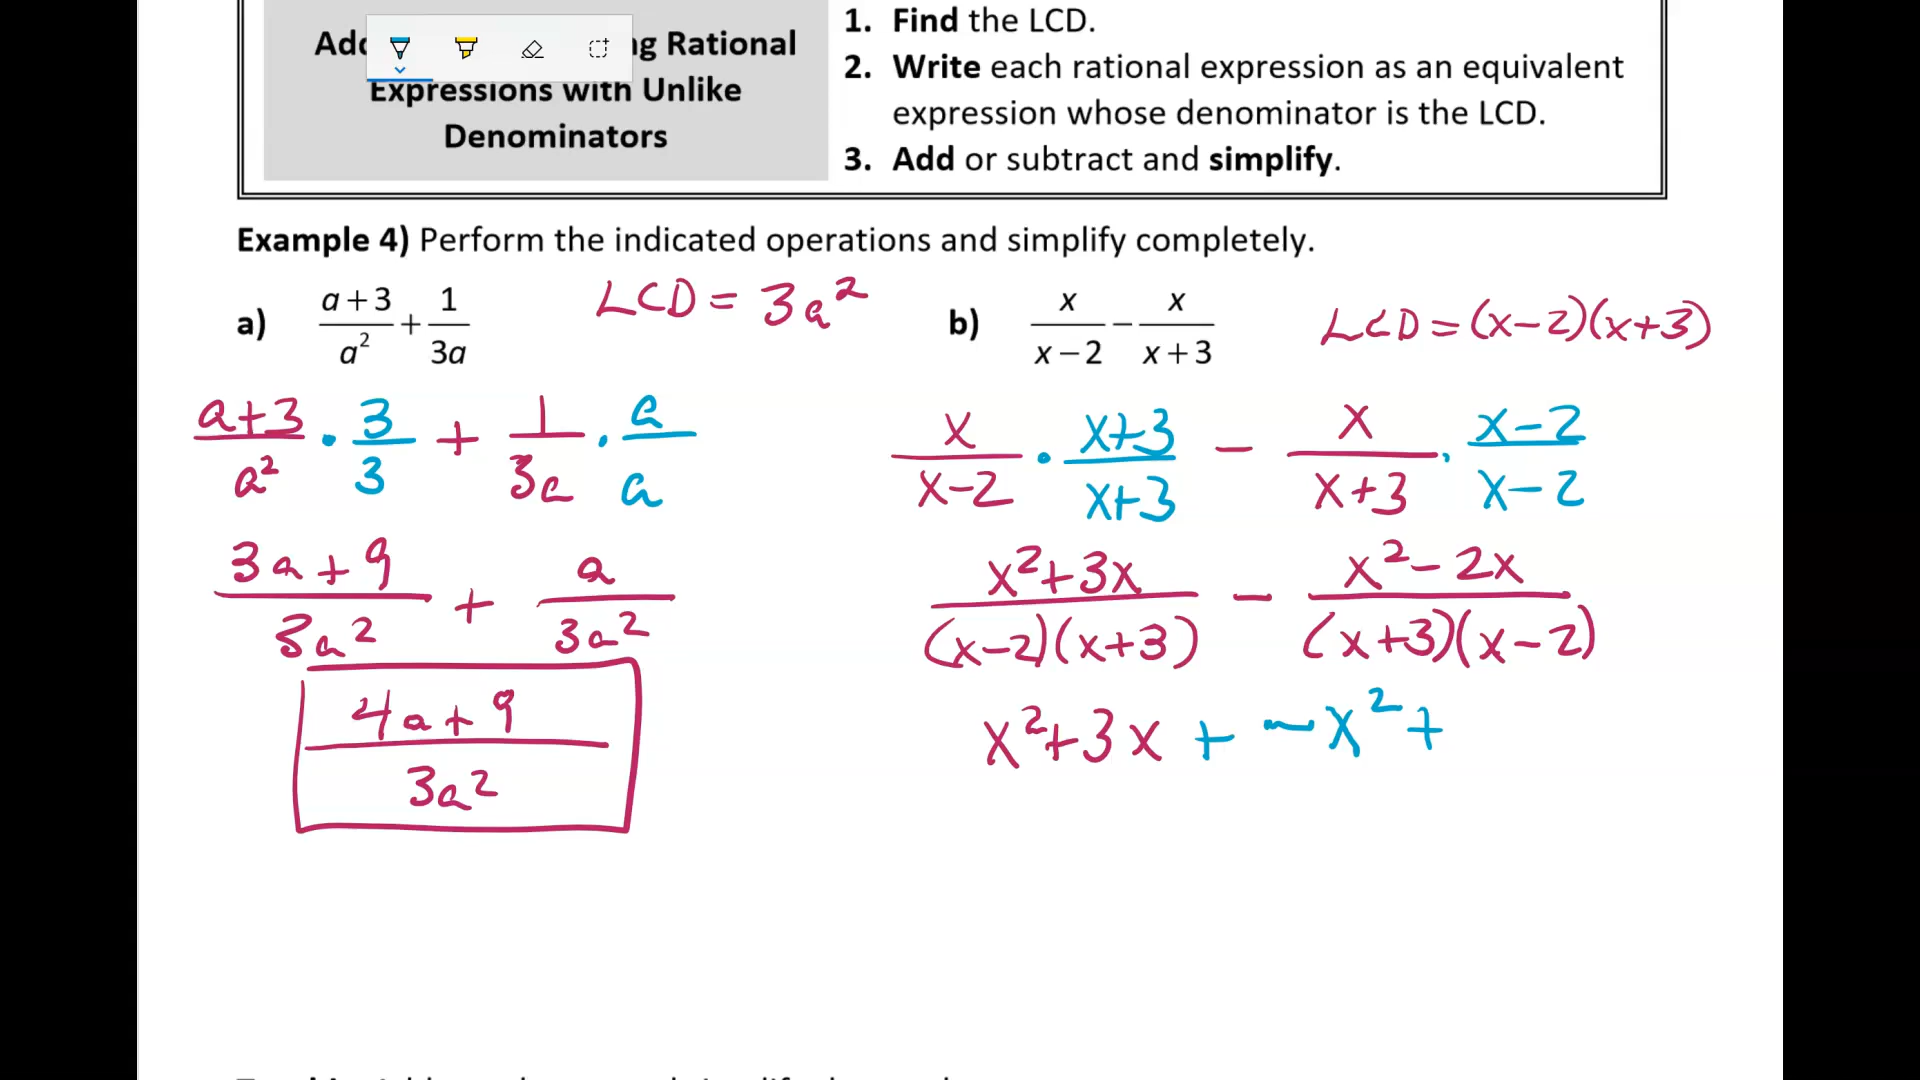 Add ng Rational
Expressions with Unlike
Denominators
1. Find the LCD.
2. Write each rational expression as an equivalent
expression whose denominator is the LCD.
3. Add or subtract and simplify.
Example 4) Perform the indicated operations and simplify completely.
a) (a+3)/a² + 1/(3a)
LCD = 3a²
(a+3)/a² · 3/3 + 1/(3a) · a/a
(3a+9)/(3a²) + a/(3a²)
(4a+9)/(3a²)
b) x/(x−2) − x/(x+3)
LCD = (x−2)(x+3)
x/(x−2) · (x+3)/(x+3) − x/(x+3) · (x−2)/(x−2)
(x²+3x)/((x−2)(x+3)) − (x²−2x)/((x+3)(x−2))
x²+3x + −x² +